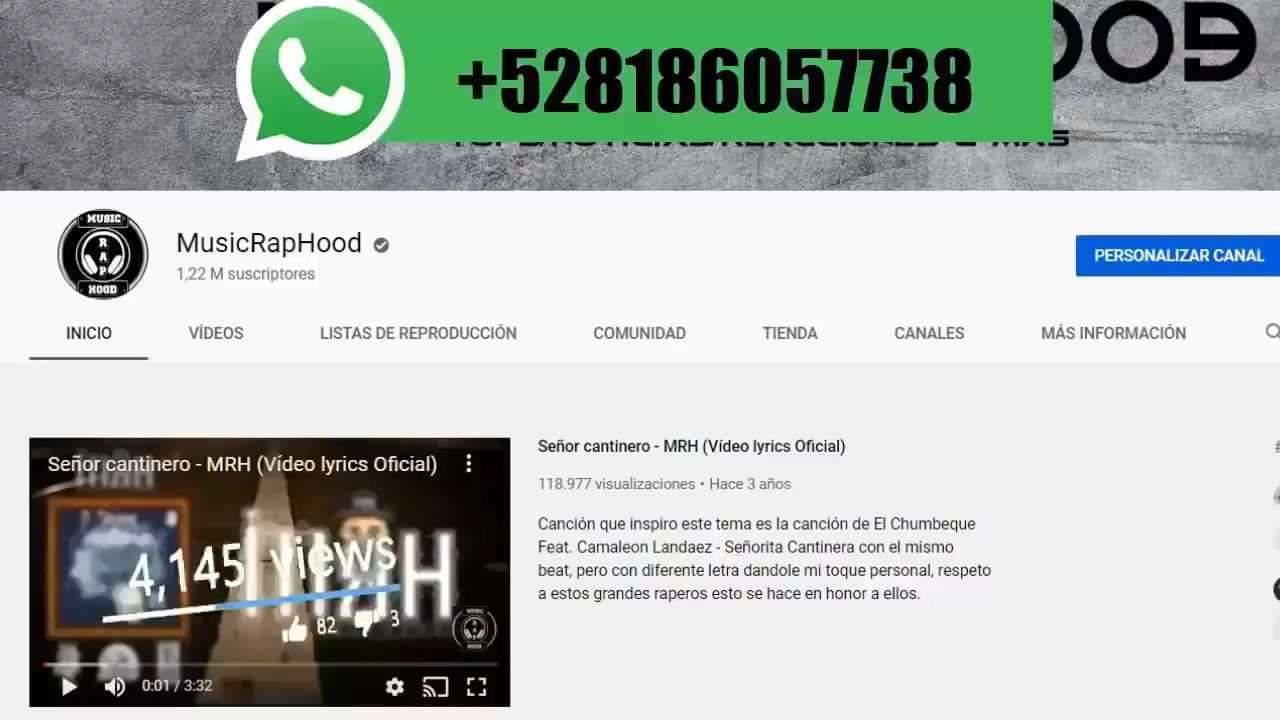 +528186057738
MUSIC
RAP
HOOD
MusicRapHood
1,22 M suscriptores
PERSONALIZAR CANAL
INICIO
VÍDEOS
LISTAS DE REPRODUCCIÓN
COMUNIDAD
TIENDA
CANALES
MÁS INFORMACIÓN
Señor cantinero - MRH (Vídeo lyrics Oficial)
4,145 views
82
3
0:01 / 3:32
Señor cantinero - MRH (Vídeo lyrics Oficial)
118.977 visualizaciones • Hace 3 años
Canción que inspiro este tema es la canción de El Chumbeque
Feat. Camaleon Landaez - Señorita Cantinera con el mismo
beat, pero con diferente letra dandole mi toque personal, respeto
a estos grandes raperos esto se hace en honor a ellos.